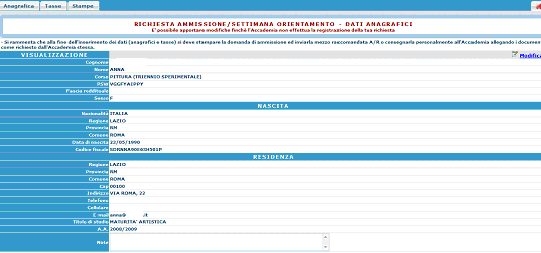 Anagrafica Tasse Stampe
RICHIESTA AMMISSIONE/SETTIMANA ORIENTAMENTO - DATI ANAGRAFICI
E' possibile apportare modifiche finché l'Accademia non effettua la registrazione della tua richiesta
- Si rammenta che alla fine dell'inserimento dei dati (anagrafici e tasse) si deve stampare la domanda di ammissione ed inviarla mezzo raccomandata A/R o consegnarla personalmente all'Accademia allegando i documenti
come richiesto dall'Accademia stessa.
VISUALIZZAZIONE Modifica
Cognome
Nome ANNA
Corso PITTURA (TRIENNIO SPERIMENTALE)
PSW
Fascia reddituale
Sesso F
NASCITA
Nazionalità ITALIA
Regione LAZIO
Provincia RM
Comune ROMA
Data di nascita 22/05/1990
Codice fiscale
RESIDENZA
Regione LAZIO
Provincia RM
Comune ROMA
Cap 00100
Indirizzo VIA ROMA, 22
Telefono
Cellulare
E-mail anna@ .it
Titolo di studio MATURITA' ARTISTICA
A.A. 2008/2009
Note